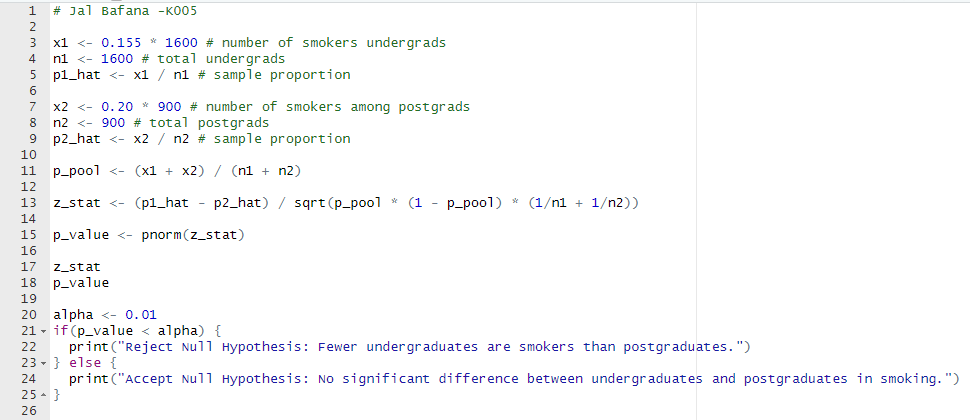 1 # Jal Bafana -K005
2
3 x1 <- 0.155 * 1600 # number of smokers undergrads
4 n1 <- 1600 # total undergrads
5 p1_hat <- x1 / n1 # sample proportion
6
7 x2 <- 0.20 * 900 # number of smokers among postgrads
8 n2 <- 900 # total postgrads
9 p2_hat <- x2 / n2 # sample proportion
10
11 p_pool <- (x1 + x2) / (n1 + n2)
12
13 z_stat <- (p1_hat - p2_hat) / sqrt(p_pool * (1 - p_pool) * (1/n1 + 1/n2))
14
15 p_value <- pnorm(z_stat)
16
17 z_stat
18 p_value
19
20 alpha <- 0.01
21 if(p_value < alpha) {
22   print("Reject Null Hypothesis: Fewer undergraduates are smokers than postgraduates.")
23 } else {
24   print("Accept Null Hypothesis: No significant difference between undergraduates and postgraduates in smoking.")
25 }
26